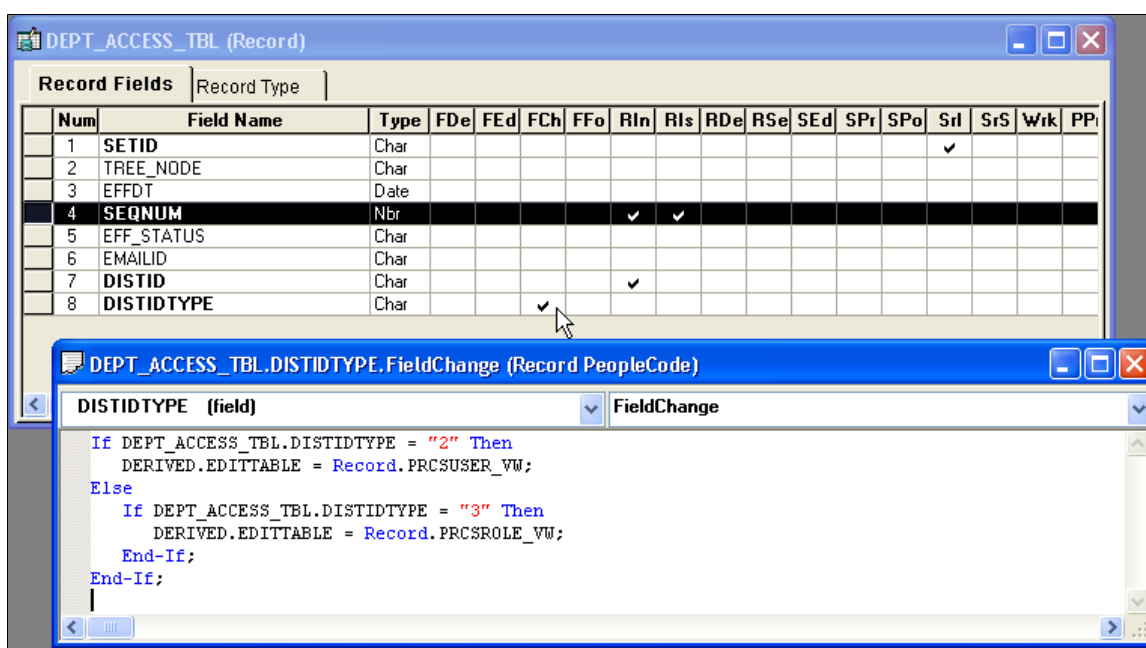 DEPT_ACCESS_TBL (Record)
Record Fields Record Type
Num Field Name Type FDe FEd FCh FFo RIn RIs RDe RSe SEd SPr SPo SrI SrS Wrk PPr
1 SETID Char
2 TREE_NODE Char
3 EFFDT Date
4 SEQNUM Nbr
5 EFF_STATUS Char
6 EMAILID Char
7 DISTID Char
8 DISTIDTYPE Char
DEPT_ACCESS_TBL.DISTIDTYPE.FieldChange (Record PeopleCode)
DISTIDTYPE (field) FieldChange
If DEPT_ACCESS_TBL.DISTIDTYPE = "2" Then
DERIVED.EDITTABLE = Record.PRCSUSER_VW;
Else
If DEPT_ACCESS_TBL.DISTIDTYPE = "3" Then
DERIVED.EDITTABLE = Record.PRCSROLE_VW;
End-If;
End-If;